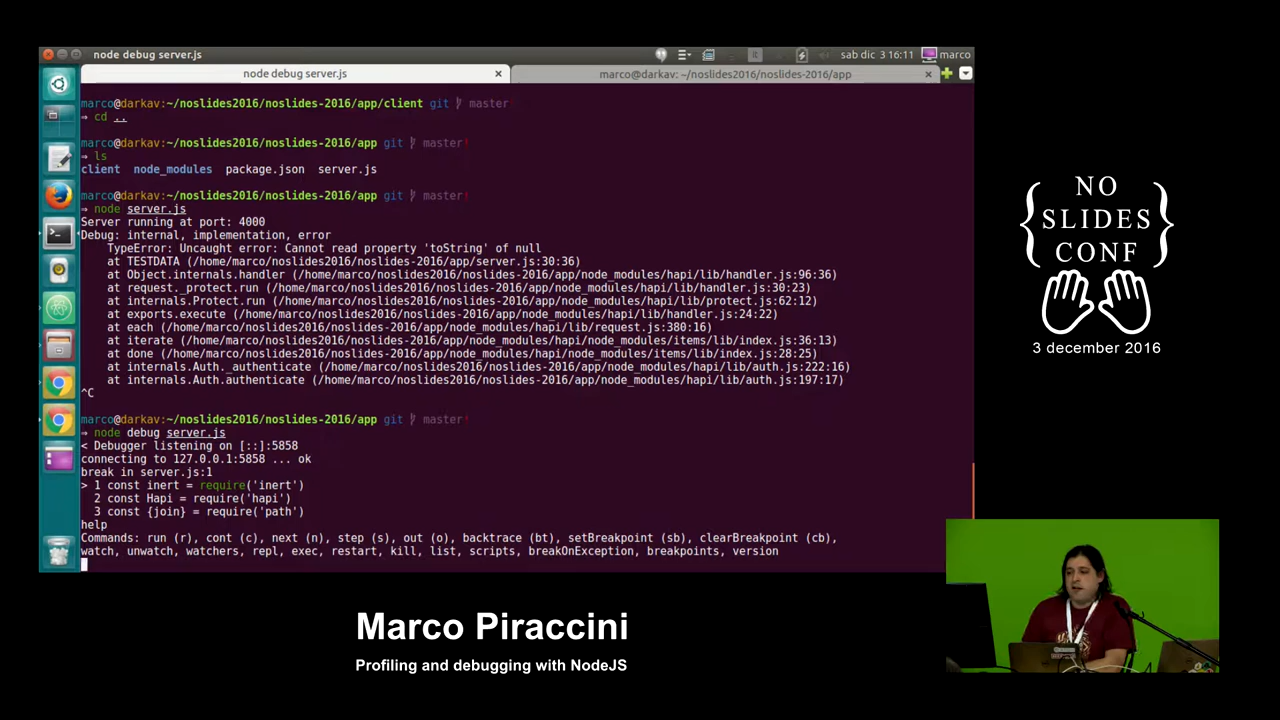 node debug server.js
sab dic 3 16:11 marco
node debug server.js
marco@darkav: ~/noslides2016/noslides-2016/app
marco@darkav:~/noslides2016/noslides-2016/app/client git master
⇒ cd ..
marco@darkav:~/noslides2016/noslides-2016/app git master!
⇒ ls
client node_modules package.json server.js
marco@darkav:~/noslides2016/noslides-2016/app git master!
⇒ node server.js
Server running at port: 4000
Debug: internal, implementation, error
TypeError: Uncaught error: Cannot read property 'toString' of null
at TESTDATA (/home/marco/noslides2016/noslides-2016/app/server.js:30:36)
at Object.internals.handler (/home/marco/noslides2016/noslides-2016/app/node_modules/hapi/lib/handler.js:96:36)
at request._protect.run (/home/marco/noslides2016/noslides-2016/app/node_modules/hapi/lib/handler.js:30:23)
at internals.Protect.run (/home/marco/noslides2016/noslides-2016/app/node_modules/hapi/lib/protect.js:62:12)
at exports.execute (/home/marco/noslides2016/noslides-2016/app/node_modules/hapi/lib/handler.js:24:22)
at each (/home/marco/noslides2016/noslides-2016/app/node_modules/hapi/lib/request.js:380:16)
at iterate (/home/marco/noslides2016/noslides-2016/app/node_modules/items/lib/index.js:36:13)
at done (/home/marco/noslides2016/noslides-2016/app/node_modules/items/lib/index.js:28:25)
at internals.Auth._authenticate (/home/marco/noslides2016/noslides-2016/app/node_modules/hapi/lib/auth.js:222:16)
at internals.Auth.authenticate (/home/marco/noslides2016/noslides-2016/app/node_modules/hapi/lib/auth.js:197:17)
^C
marco@darkav:~/noslides2016/noslides-2016/app git master!
⇒ node debug server.js
< Debugger listening on [::]:5858
connecting to 127.0.0.1:5858 ... ok
break in server.js:1
> 1 const inert = require('inert')
2 const Hapi = require('hapi')
3 const {join} = require('path')
help
Commands: run (r), cont (c), next (n), step (s), out (o), backtrace (bt), setBreakpoint (sb), clearBreakpoint (cb),
watch, unwatch, watchers, repl, exec, restart, kill, list, scripts, breakOnException, breakpoints, version
NO
SLIDES
CONF
3 december 2016
Marco Piraccini
Profiling and debugging with NodeJS